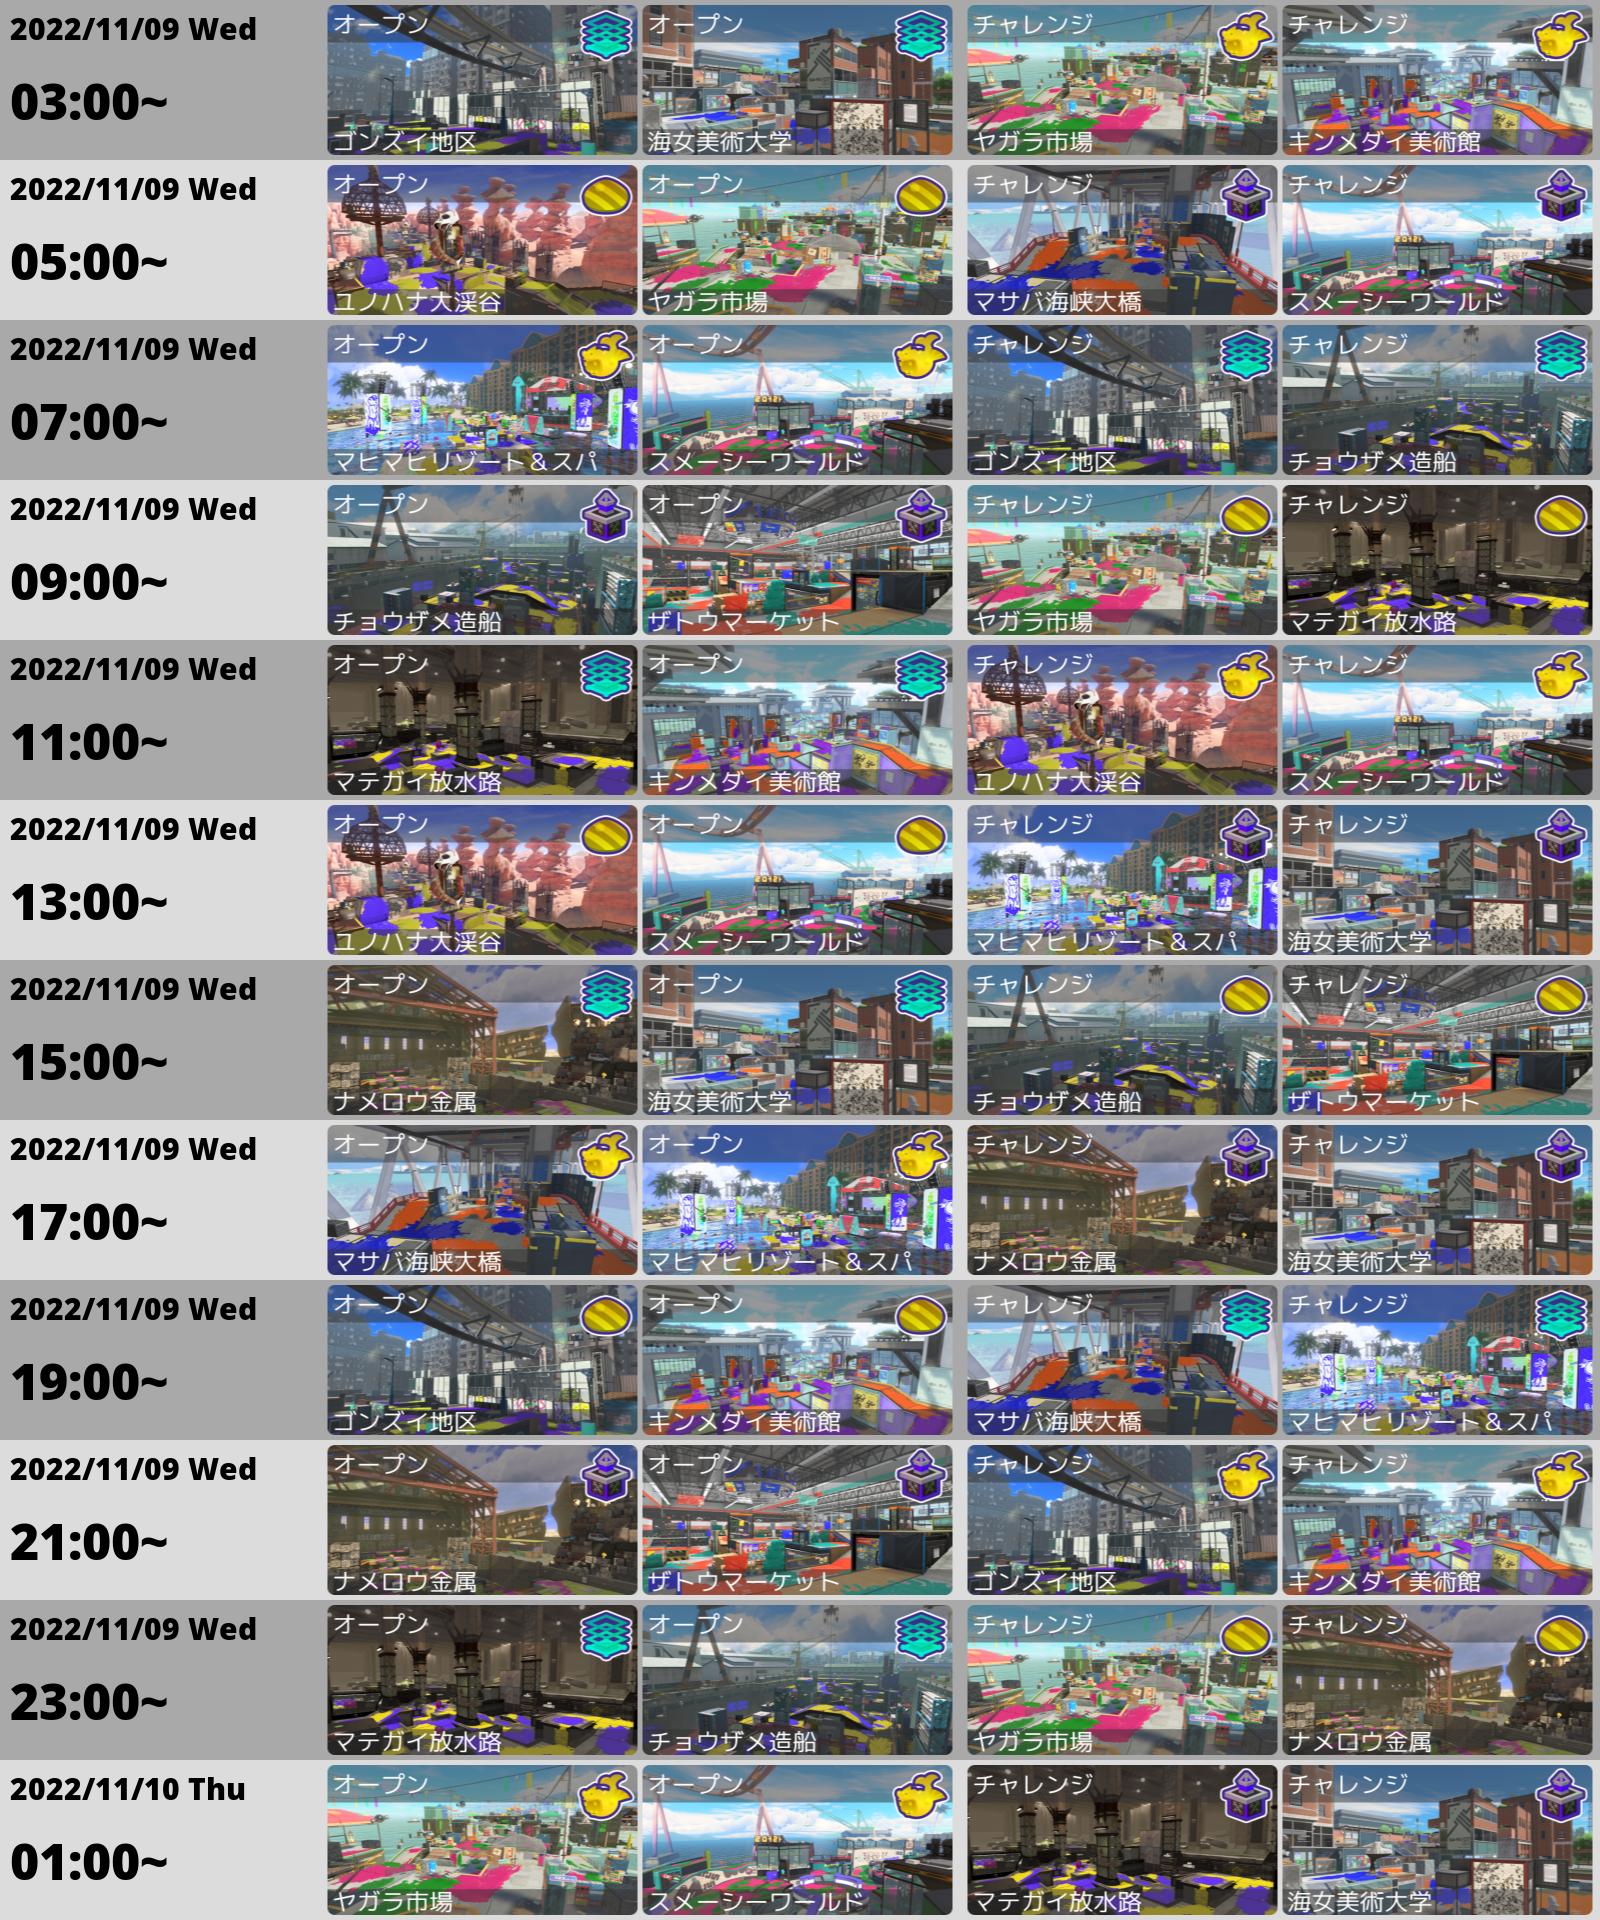 2022/11/09 Wed
03:00~
オープン
ゴンズイ地区
オープン
海女美術大学
チャレンジ
ヤガラ市場
チャレンジ
キンメダイ美術館
2022/11/09 Wed
05:00~
オープン
ユノハナ大渓谷
オープン
ヤガラ市場
チャレンジ
マサバ海峡大橋
チャレンジ
スメーシーワールド
2022/11/09 Wed
07:00~
オープン
マヒマヒリゾート＆スパ
オープン
スメーシーワールド
チャレンジ
ゴンズイ地区
チャレンジ
チョウザメ造船
2022/11/09 Wed
09:00~
オープン
チョウザメ造船
オープン
ザトウマーケット
チャレンジ
ヤガラ市場
チャレンジ
マテガイ放水路
2022/11/09 Wed
11:00~
オープン
マテガイ放水路
オープン
キンメダイ美術館
チャレンジ
ユノハナ大渓谷
チャレンジ
スメーシーワールド
2022/11/09 Wed
13:00~
オープン
ユノハナ大渓谷
オープン
スメーシーワールド
チャレンジ
マヒマヒリゾート＆スパ
チャレンジ
海女美術大学
2022/11/09 Wed
15:00~
オープン
ナメロウ金属
オープン
海女美術大学
チャレンジ
チョウザメ造船
チャレンジ
ザトウマーケット
2022/11/09 Wed
17:00~
オープン
マサバ海峡大橋
オープン
マヒマヒリゾート＆スパ
チャレンジ
ナメロウ金属
チャレンジ
海女美術大学
2022/11/09 Wed
19:00~
オープン
ゴンズイ地区
オープン
キンメダイ美術館
チャレンジ
マサバ海峡大橋
チャレンジ
マヒマヒリゾート＆スパ
2022/11/09 Wed
21:00~
オープン
ナメロウ金属
オープン
ザトウマーケット
チャレンジ
ゴンズイ地区
チャレンジ
キンメダイ美術館
2022/11/09 Wed
23:00~
オープン
マテガイ放水路
オープン
チョウザメ造船
チャレンジ
ヤガラ市場
チャレンジ
ナメロウ金属
2022/11/10 Thu
01:00~
オープン
ヤガラ市場
オープン
スメーシーワールド
チャレンジ
マテガイ放水路
チャレンジ
海女美術大学